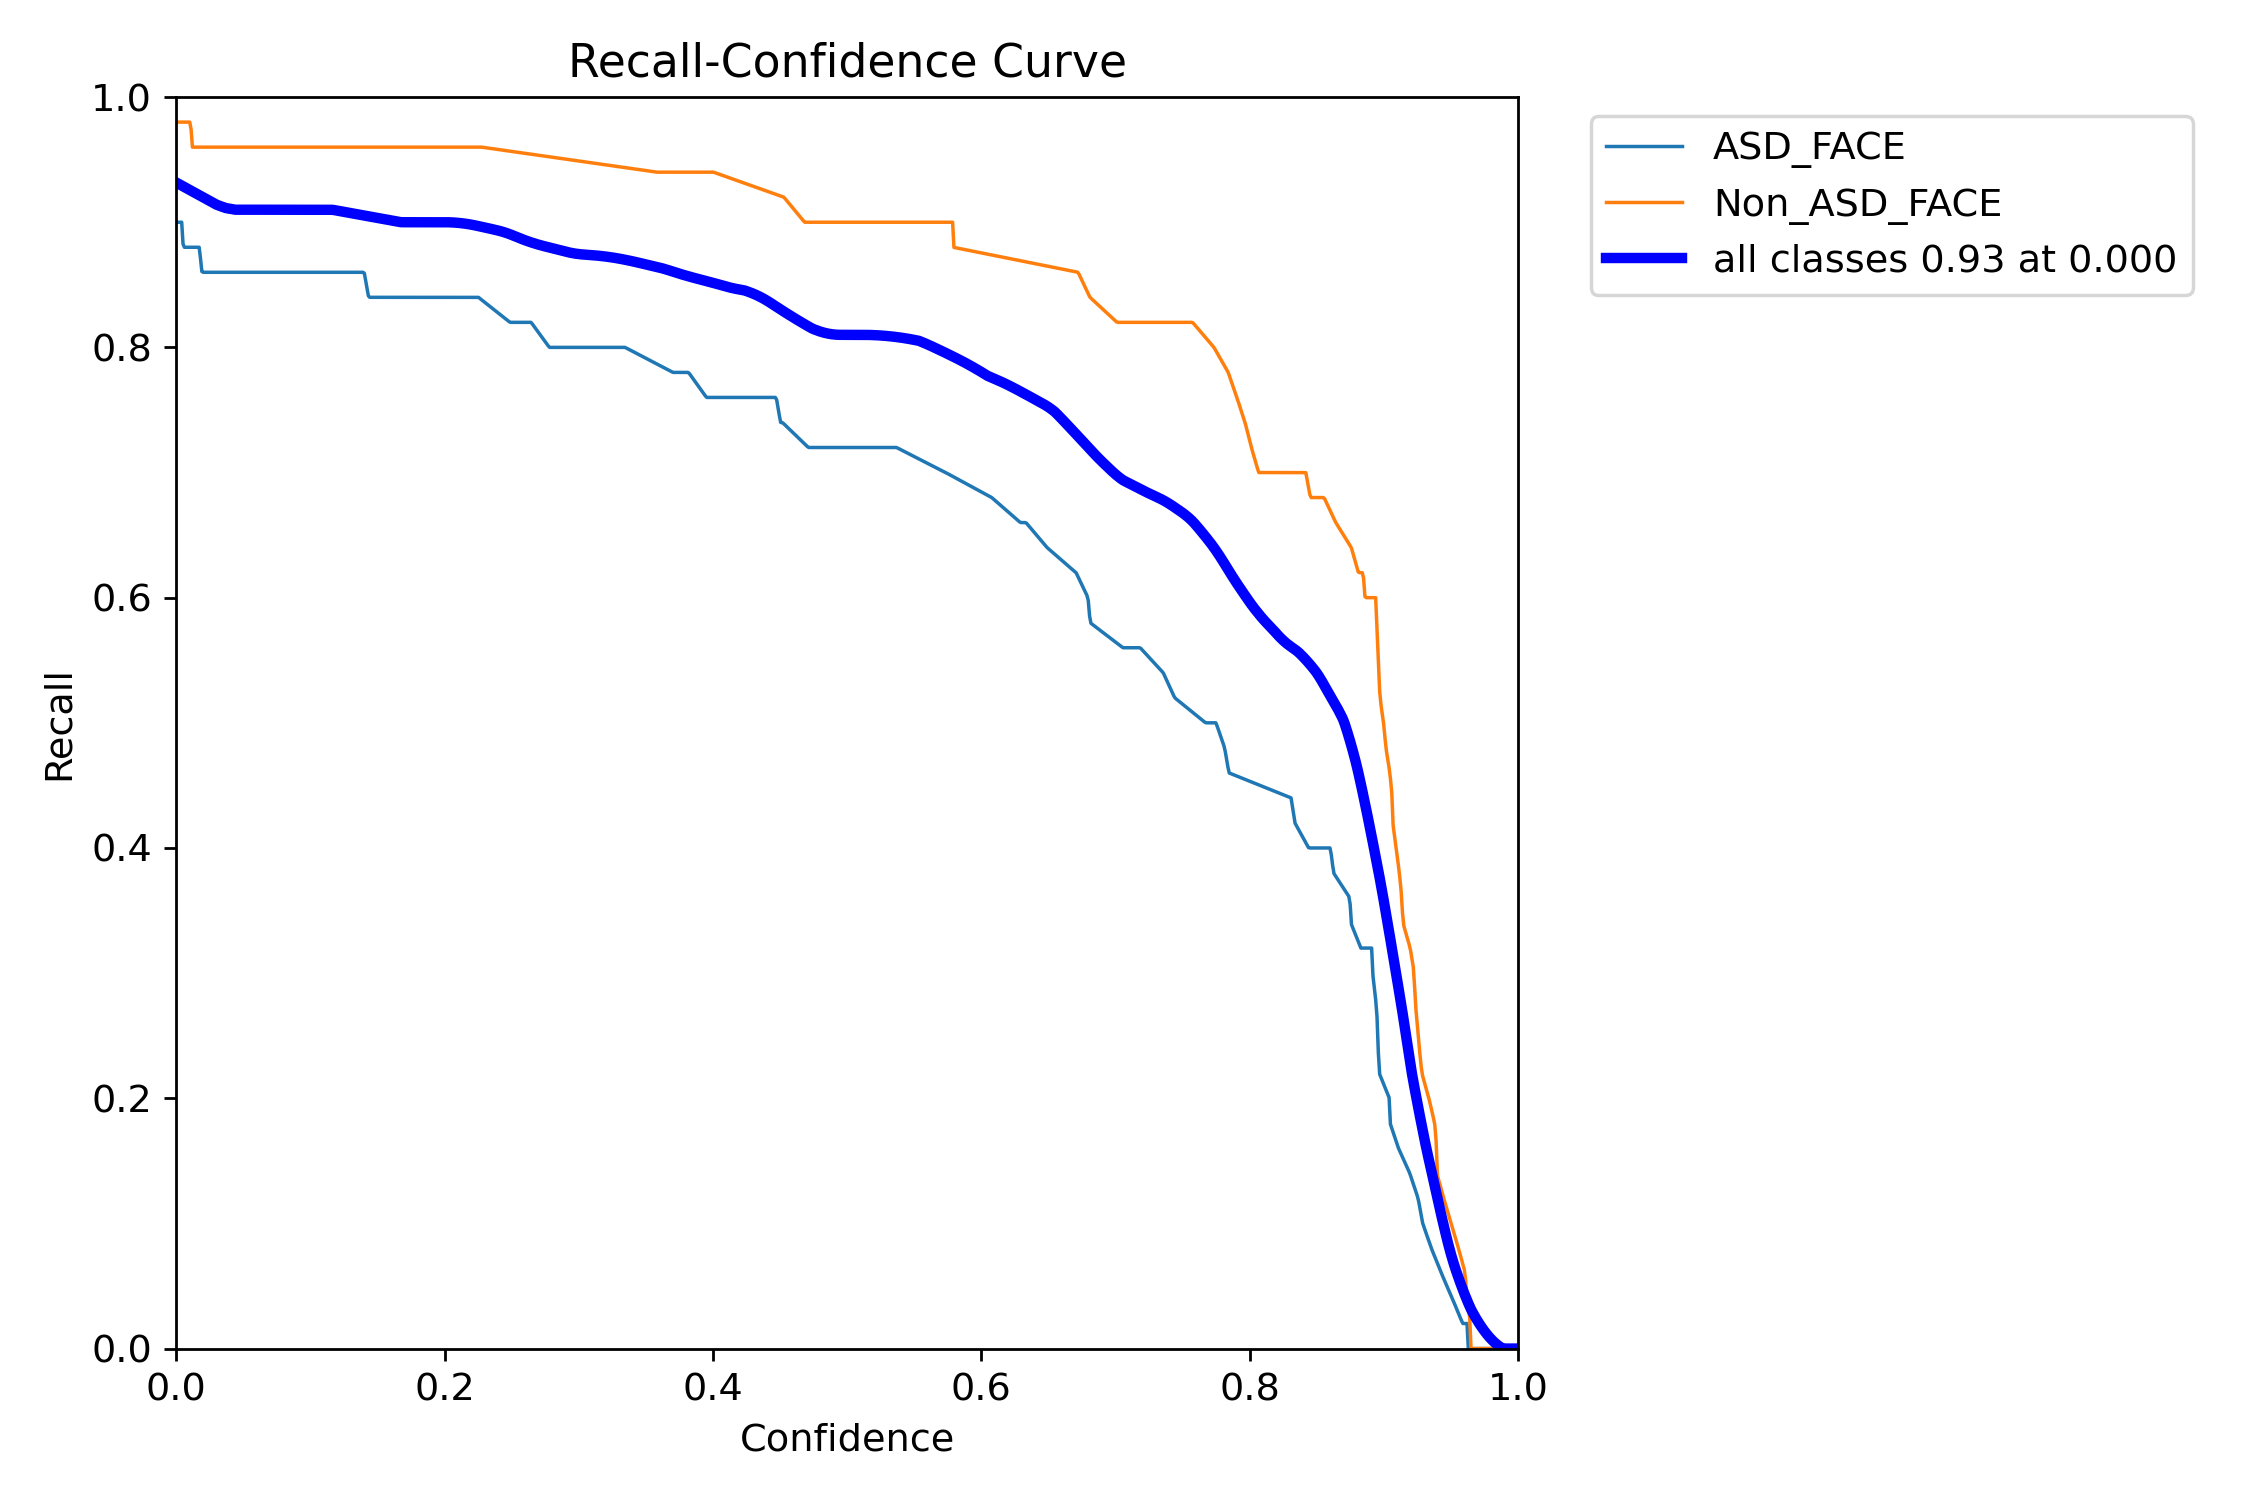 Recall-Confidence Curve
1.0
0.8
0.6
0.4
0.2
0.0
Recall
0.0 0.2 0.4 0.6 0.8 1.0
Confidence
ASD_FACE
Non_ASD_FACE
all classes 0.93 at 0.000